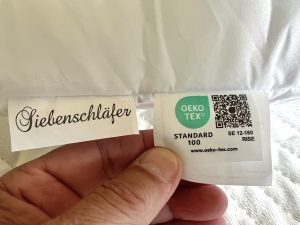 Siebenschläfer
OEKO
TEX®
STANDARD
100
SE 12-180
RISE
www.oeko-tex.com